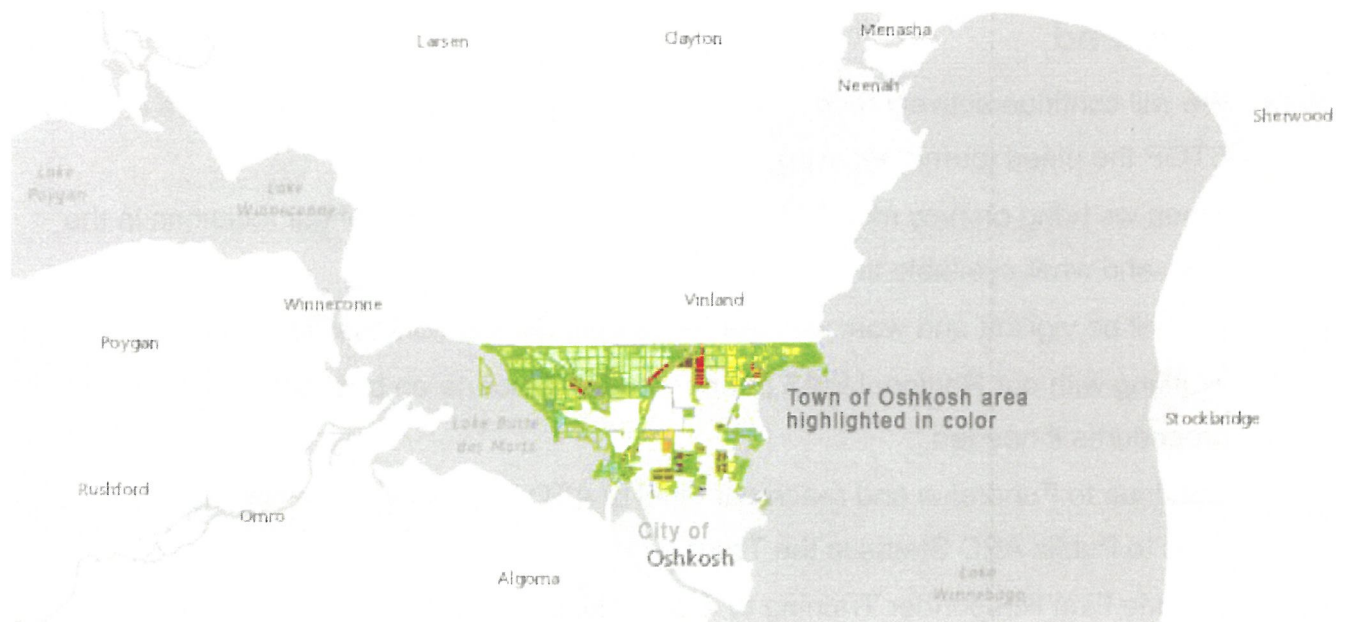 Larsen
Clayton
Menasha
Neenah
Sherwood
Lake
Poygan
Lake
Winneconne
Winneconne
Vinland
Poygan
Town of Oshkosh area
highlighted in color
Stockbridge
Lake Butte
des Morts
Rushford
Omro
City of
Oshkosh
Algoma
Lake
Winnebago